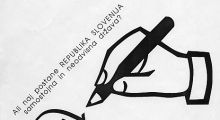 Ali naj postane REPUBLIKA SLOVENIJA
samostojna in neodvisna država?